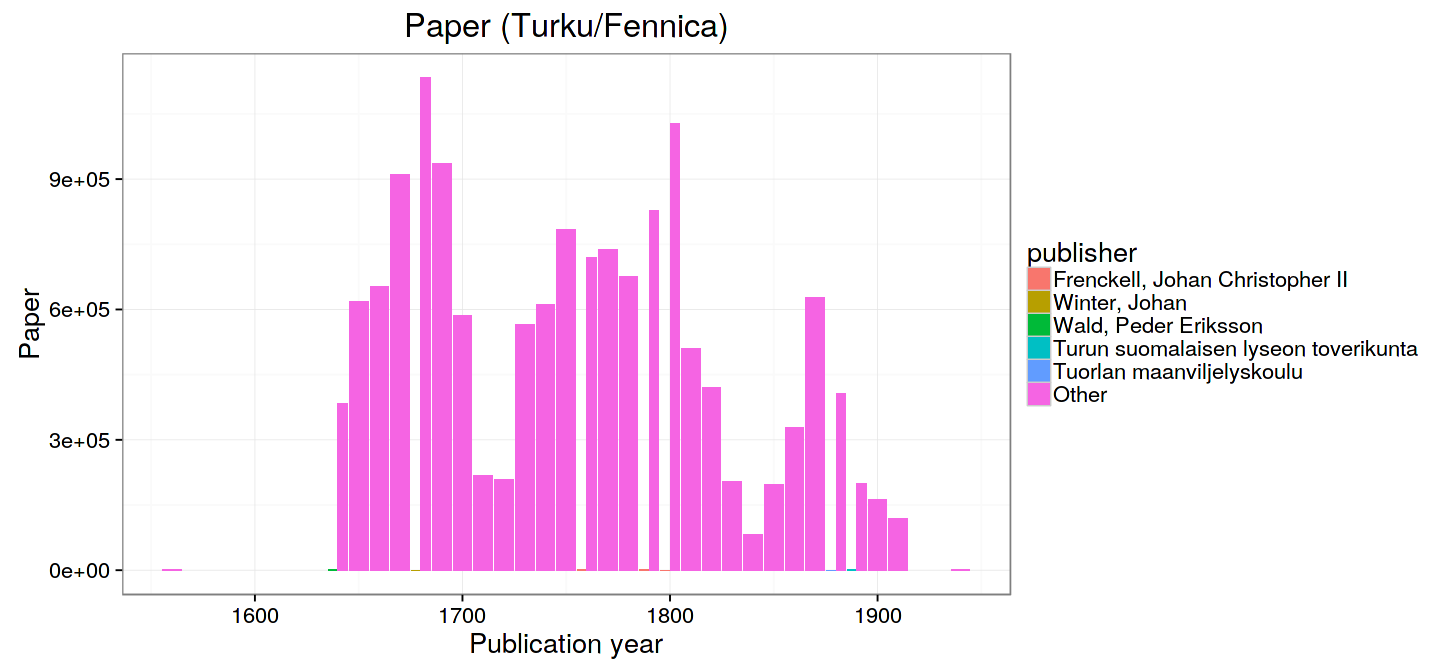 Paper (Turku/Fennica)
9e+05
6e+05
3e+05
0e+00
Paper
1600 1700 1800 1900
Publication year
publisher
Frenckell, Johan Christopher II
Winter, Johan
Wald, Peder Eriksson
Turun suomalaisen lyseon toverikunta
Tuorlan maanviljelyskoulu
Other